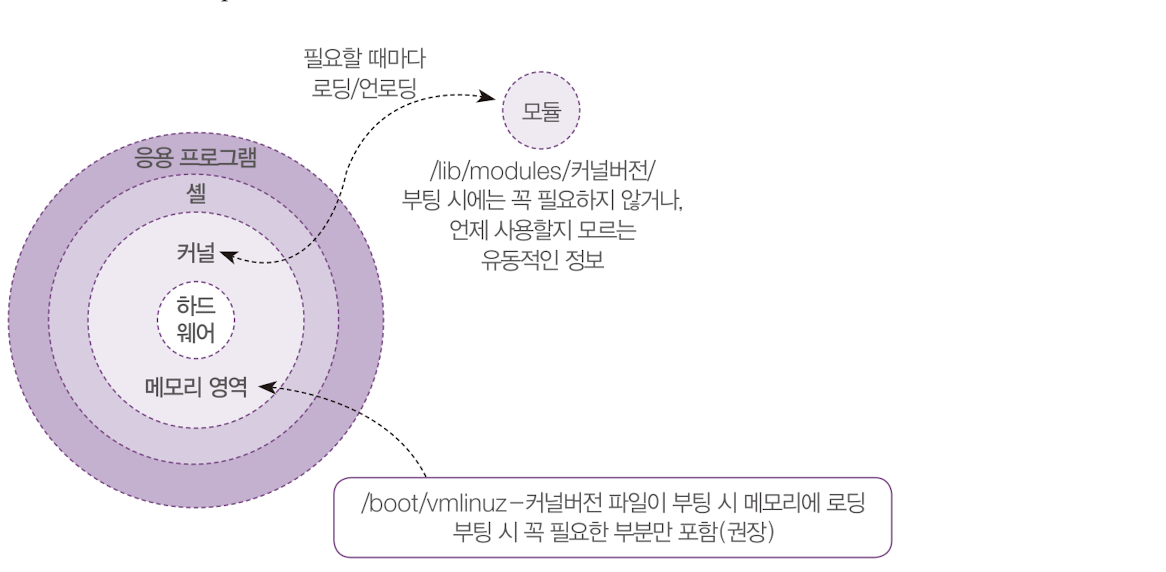 필요할 때마다
로딩/언로딩
모듈
/lib/modules/커널버전/
부팅 시에는 꼭 필요하지 않거나,
언제 사용할지 모르는
유동적인 정보
응용 프로그램
셸
커널
하드
웨어
메모리 영역
/boot/vmlinuz-커널버전 파일이 부팅 시 메모리에 로딩
부팅 시 꼭 필요한 부분만 포함(권장)